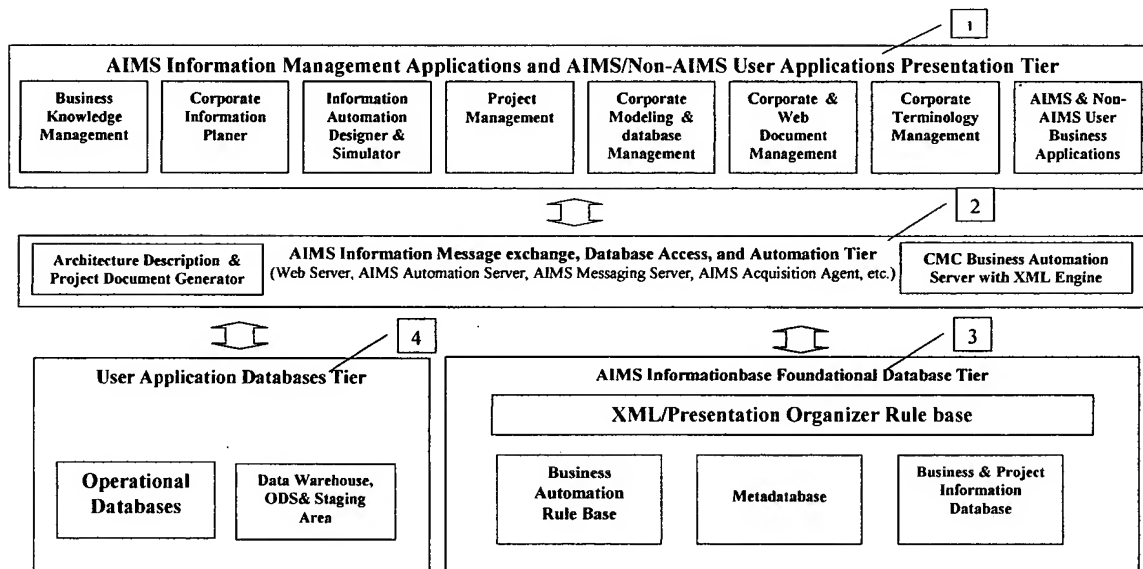 1
AIMS Information Management Applications and AIMS/Non-AIMS User Applications Presentation Tier
Business
Knowledge
Management
Corporate
Information
Planer
Information
Automation
Designer &
Simulator
Project
Management
Corporate
Modeling &
database
Management
Corporate &
Web
Document
Management
Corporate
Terminology
Management
AIMS & Non-
AIMS User
Business
Applications
2
Architecture Description &
Project Document Generator
AIMS Information Message exchange, Database Access, and Automation Tier
(Web Server, AIMS Automation Server, AIMS Messaging Server, AIMS Acquisition Agent, etc.)
CMC Business Automation
Server with XML Engine
4
User Application Databases Tier
Operational
Databases
Data Warehouse,
ODS& Staging
Area
3
AIMS Informationbase Foundational Database Tier
XML/Presentation Organizer Rule base
Business
Automation
Rule Base
Metadatabase
Business & Project
Information
Database